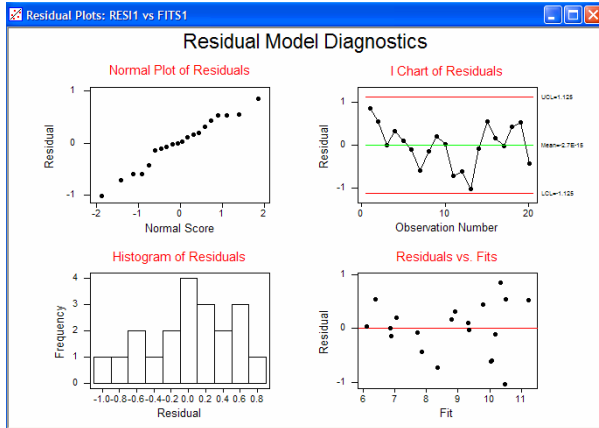 Residual Plots: RESI1 vs FITS1
Residual Model Diagnostics
Normal Plot of Residuals
1
0
-1
Residual
-2 -1 0 1 2
Normal Score
I Chart of Residuals
1
0
-1
Residual
UCL=1.125
Mean=-2.7E-15
LCL=-1.125
0 10 20
Observation Number
Histogram of Residuals
4
3
2
1
0
Frequency
-1.0-0.8-0.6-0.4-0.2 0.0 0.2 0.4 0.6 0.8
Residual
Residuals vs. Fits
1
0
-1
Residual
6 7 8 9 10 11
Fit